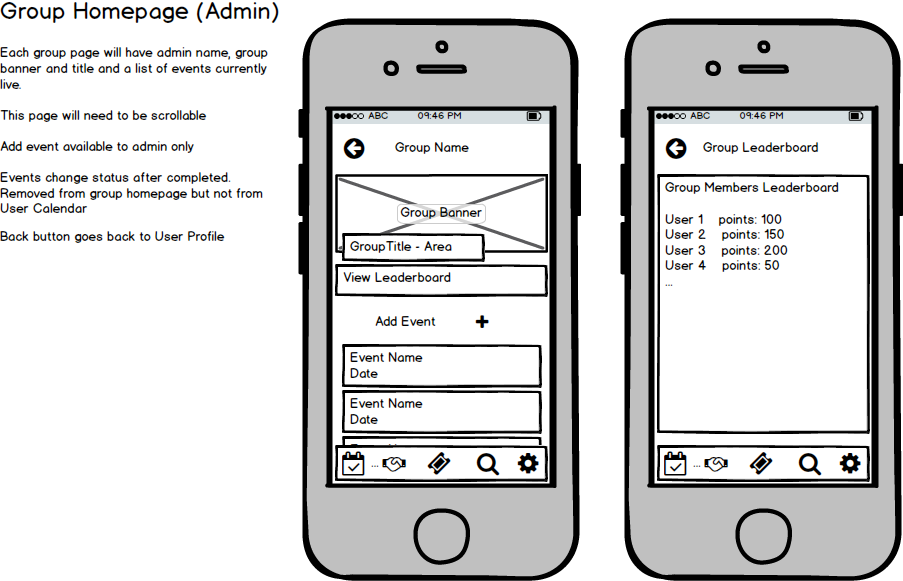 Group Homepage (Admin)
Each group page will have admin name, group
banner and title and a list of events currently
live.
This page will need to be scrollable
Add event available to admin only
Events change status after completed.
Removed from group homepage but not from
User Calendar
Back button goes back to User Profile
ABC 09:46 PM
Group Name
Group Banner
GroupTitle - Area
View Leaderboard
Add Event +
Event Name
Date
Event Name
Date
...
ABC 09:46 PM
Group Leaderboard
Group Members Leaderboard
User 1 points: 100
User 2 points: 150
User 3 points: 200
User 4 points: 50
...
...